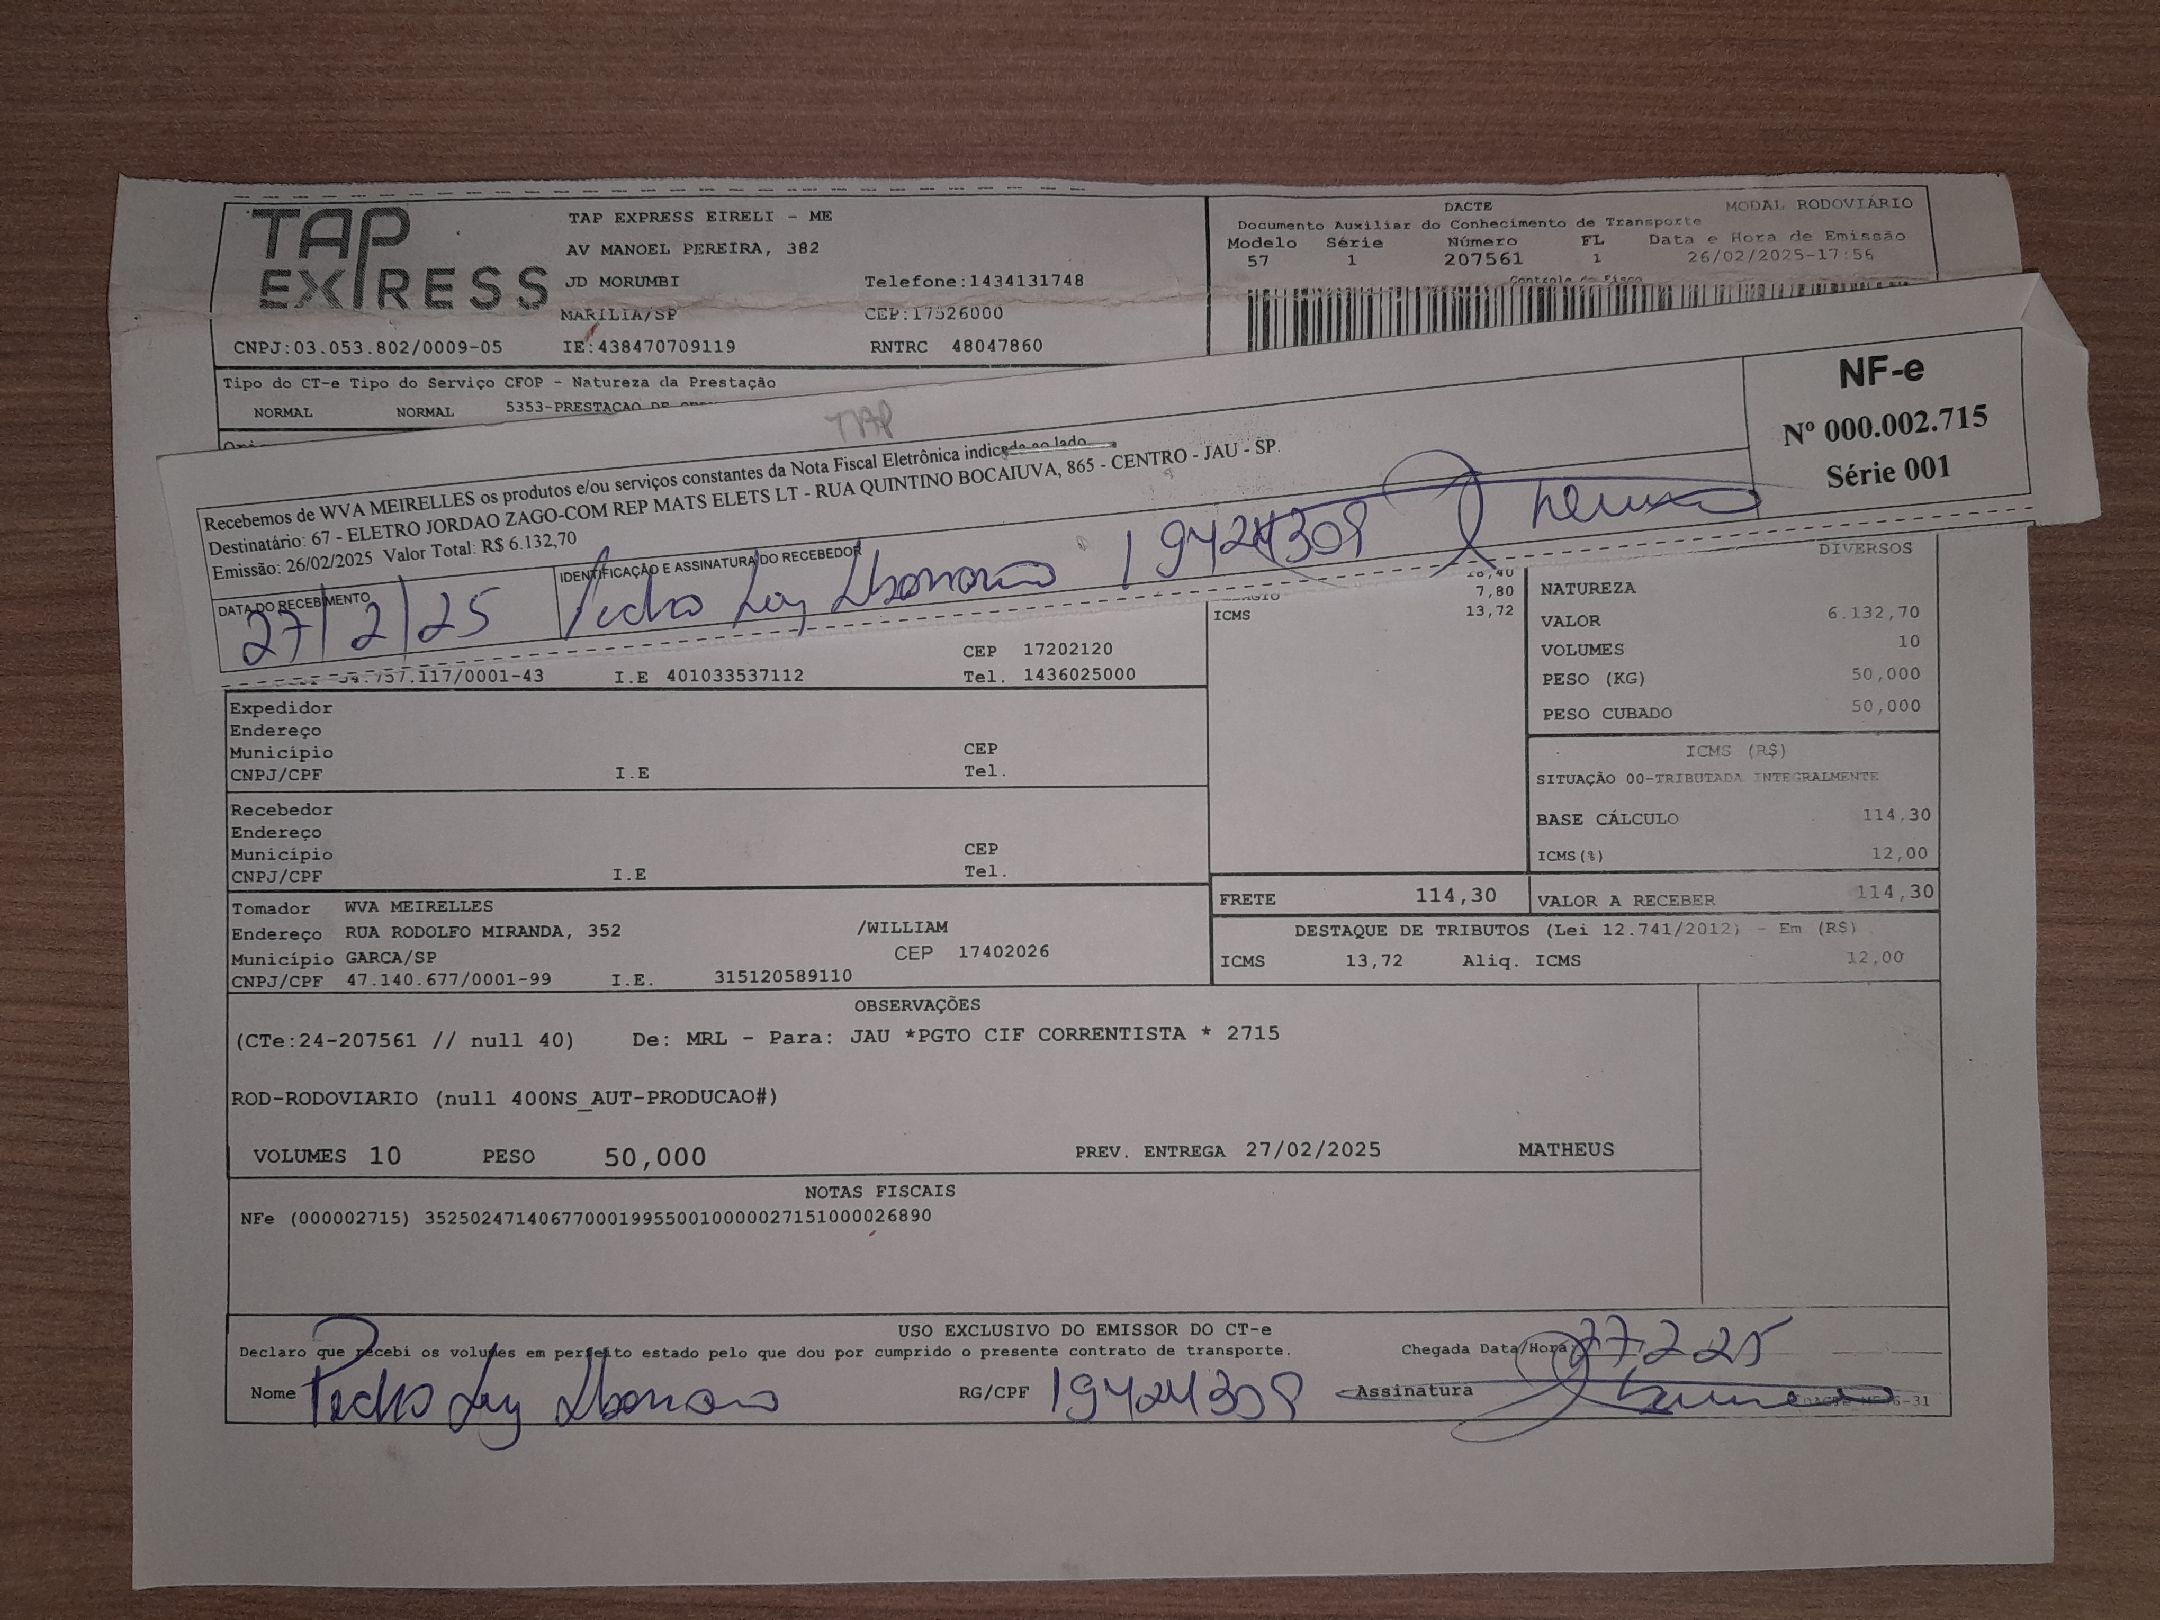 TAP EXPRESS
TAP EXPRESS EIRELI - ME
AV MANOEL PEREIRA, 382
JD MORUMBI Telefone:1434131748
MARILIA/SP CEP:17526000
CNPJ:03.053.802/0009-05 IE:438470709119 RNTRC 48047860
DACTE MODAL RODOVIÁRIO
Documento Auxiliar do Conhecimento de Transporte
Modelo Série Número FL Data e Hora de Emissão
57 1 207561 1 26/02/2025-17:56
Controle do Fisco
Tipo do CT-e Tipo do Serviço CFOP - Natureza da Prestação
NORMAL NORMAL 5353-PRESTACAO DE
TAP
Recebemos de WVA MEIRELLES os produtos e/ou serviços constantes da Nota Fiscal Eletrônica indicada ao lado.
Destinatário: 67 - ELETRO JORDAO ZAGO-COM REP MATS ELETS LT - RUA QUINTINO BOCAIUVA, 865 - CENTRO - JAU - SP.
Emissão: 26/02/2025 Valor Total: R$ 6.132,70
DATA DO RECEBIMENTO IDENTIFICAÇÃO E ASSINATURA DO RECEBEDOR
27/2/25 Pedro 19424308
NF-e
Nº 000.002.715
Série 001
CEP 17202120
.757.117/0001-43 I.E 401033537112 Tel. 1436025000
7,80
ICMS 13,72
DIVERSOS
NATUREZA
VALOR 6.132,70
VOLUMES 10
PESO (KG) 50,000
PESO CUBADO 50,000
ICMS (R$)
SITUAÇÃO 00-TRIBUTADA INTEGRALMENTE
BASE CÁLCULO 114,30
ICMS(%) 12,00
Expedidor
Endereço
Município CEP
CNPJ/CPF I.E Tel.
Recebedor
Endereço
Município CEP
CNPJ/CPF I.E Tel.
FRETE 114,30 VALOR A RECEBER 114,30
DESTAQUE DE TRIBUTOS (Lei 12.741/2012) - Em (R$)
ICMS 13,72 Aliq. ICMS 12,00
Tomador WVA MEIRELLES
Endereço RUA RODOLFO MIRANDA, 352 /WILLIAM
Município GARCA/SP CEP 17402026
CNPJ/CPF 47.140.677/0001-99 I.E. 315120589110
OBSERVAÇÕES
(CTe:24-207561 // null 40) De: MRL - Para: JAU *PGTO CIF CORRENTISTA * 2715
ROD-RODOVIARIO (null 400NS_AUT-PRODUCAO#)
VOLUMES 10 PESO 50,000 PREV. ENTREGA 27/02/2025 MATHEUS
NOTAS FISCAIS
NFe (000002715) 35250247140677000199550010000027151000026890
USO EXCLUSIVO DO EMISSOR DO CT-e
Declaro que recebi os volumes em perfeito estado pelo que dou por cumprido o presente contrato de transporte. Chegada Data/Hora 27 2 25
Nome Pedro RG/CPF 19424308 Assinatura